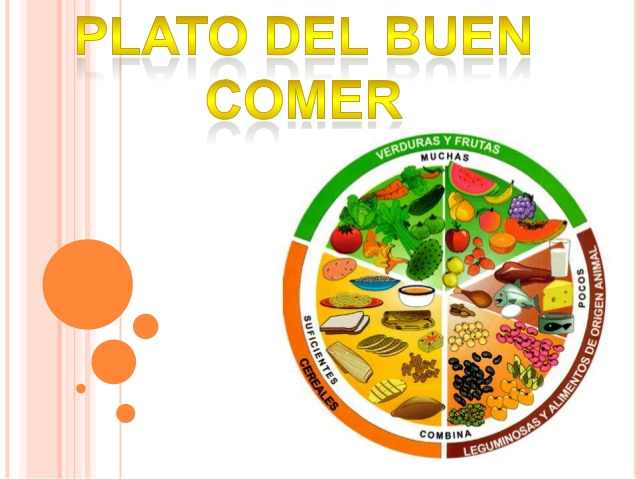 PLATO DEL BUEN
COMER
VERDURAS Y FRUTAS
MUCHAS
POCOS
LEGUMINOSAS Y ALIMENTOS DE ORIGEN ANIMAL
SUFICIENTES
CEREALES
COMBINA